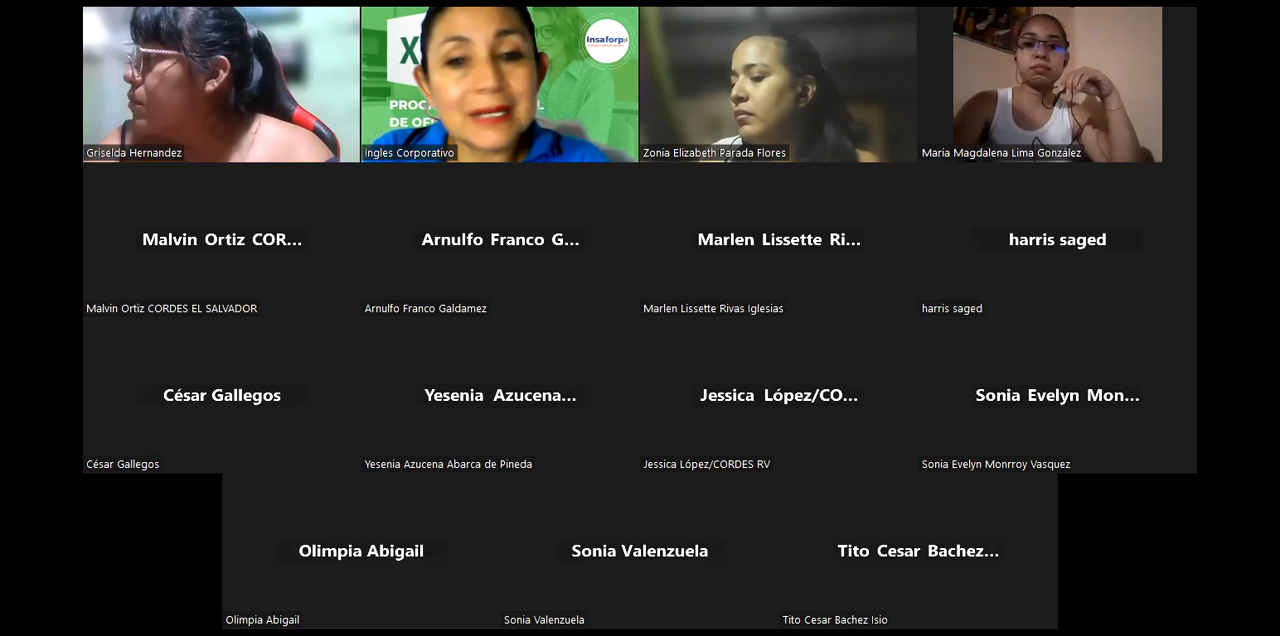 X
Insaforp
PROC
L
DE OF
Griselda Hernandez
Ingles Corporativo
Zonia Elizabeth Parada Flores
Maria Magdalena Lima González
Malvin Ortiz COR...
Arnulfo Franco G...
Marlen Lissette Ri...
harris saged
Malvin Ortiz CORDES EL SALVADOR
Arnulfo Franco Galdamez
Marlen Lissette Rivas Iglesias
harris saged
César Gallegos
Yesenia Azucena...
Jessica López/CO...
Sonia Evelyn Mon...
César Gallegos
Yesenia Azucena Abarca de Pineda
Jessica López/CORDES RV
Sonia Evelyn Monrroy Vasquez
Olimpia Abigail
Sonia Valenzuela
Tito Cesar Bachez...
Olimpia Abigail
Sonia Valenzuela
Tito Cesar Bachez Isio